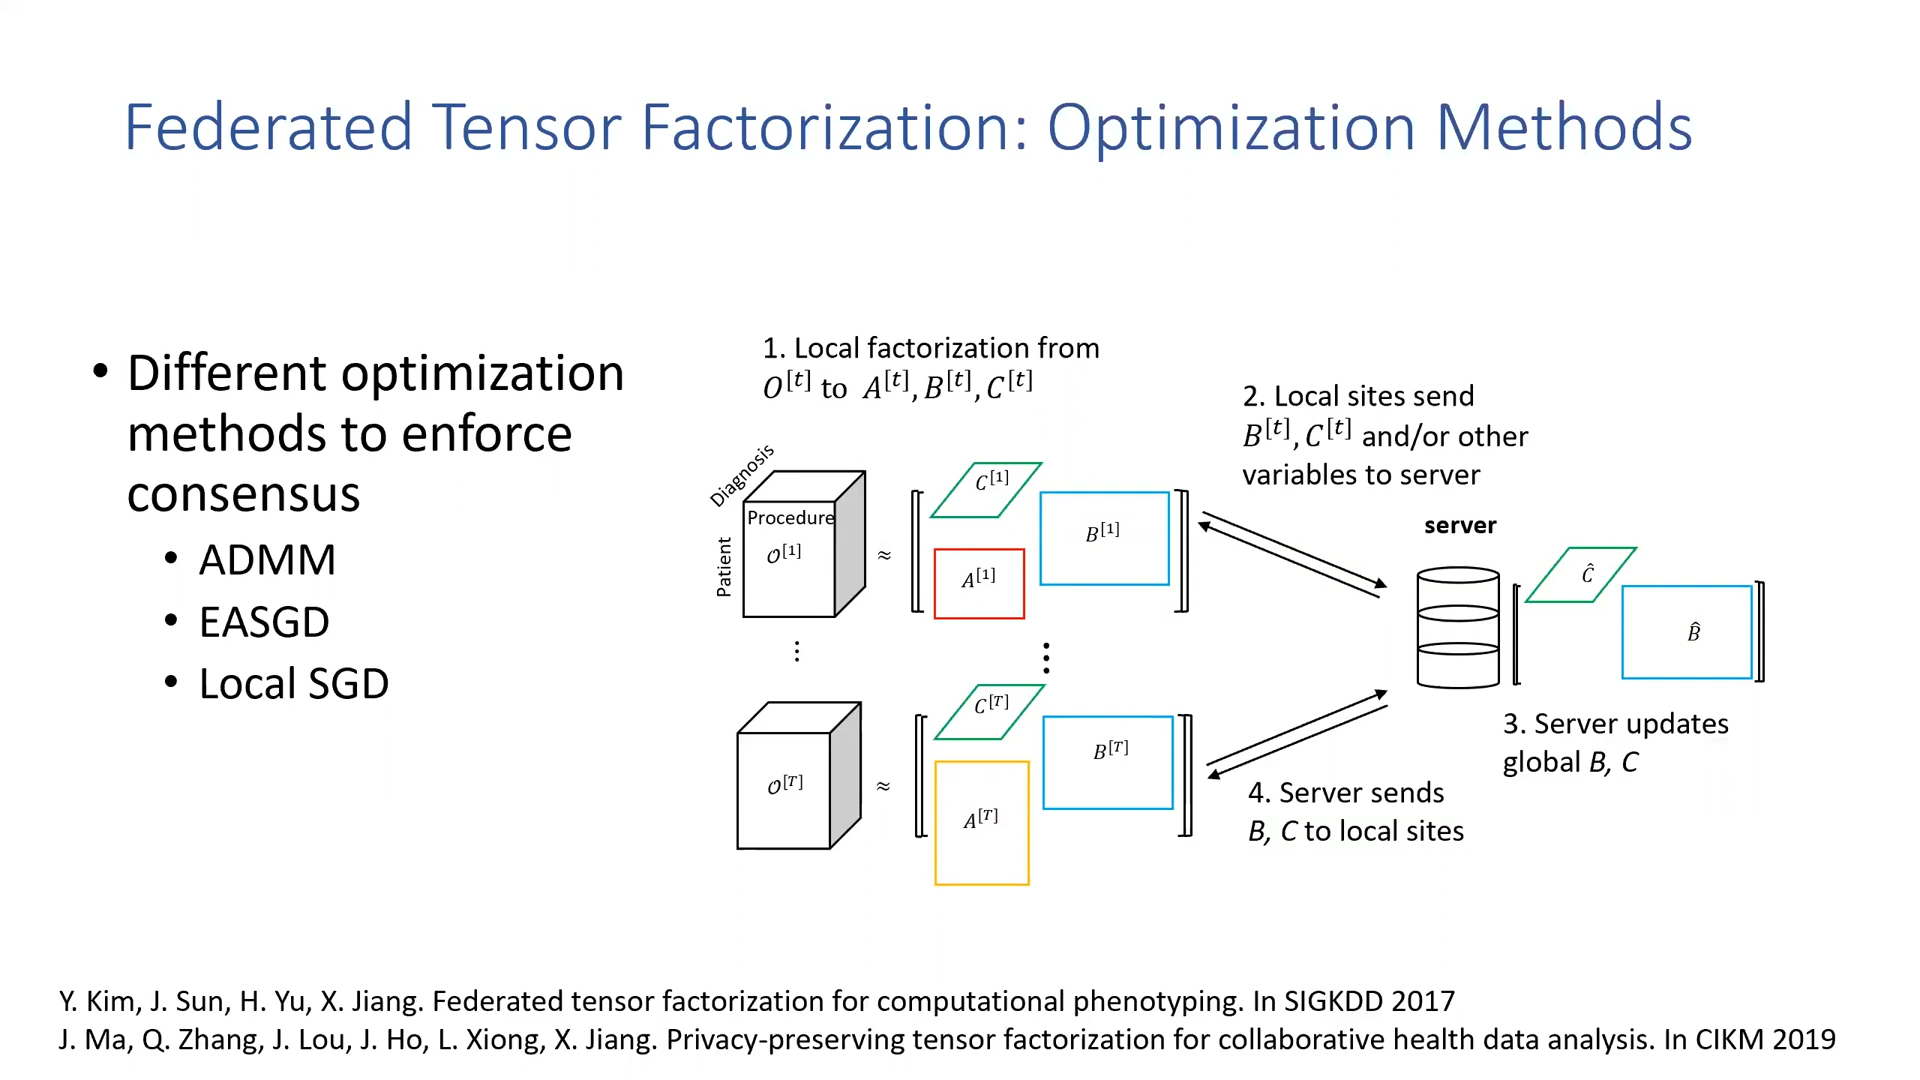 Federated Tensor Factorization: Optimization Methods
• Different optimization
methods to enforce
consensus
• ADMM
• EASGD
• Local SGD
1. Local factorization from
O^[t] to A^[t], B^[t], C^[t]
2. Local sites send
B^[t], C^[t] and/or other
variables to server
Diagnosis
Procedure
Patient
𝒪^[1]
≈
C^[1]
B^[1]
A^[1]
⋮
⋮
𝒪^[T]
≈
C^[T]
B^[T]
A^[T]
server
Ĉ
B̂
3. Server updates
global B, C
4. Server sends
B, C to local sites
Y. Kim, J. Sun, H. Yu, X. Jiang. Federated tensor factorization for computational phenotyping. In SIGKDD 2017
J. Ma, Q. Zhang, J. Lou, J. Ho, L. Xiong, X. Jiang. Privacy-preserving tensor factorization for collaborative health data analysis. In CIKM 2019